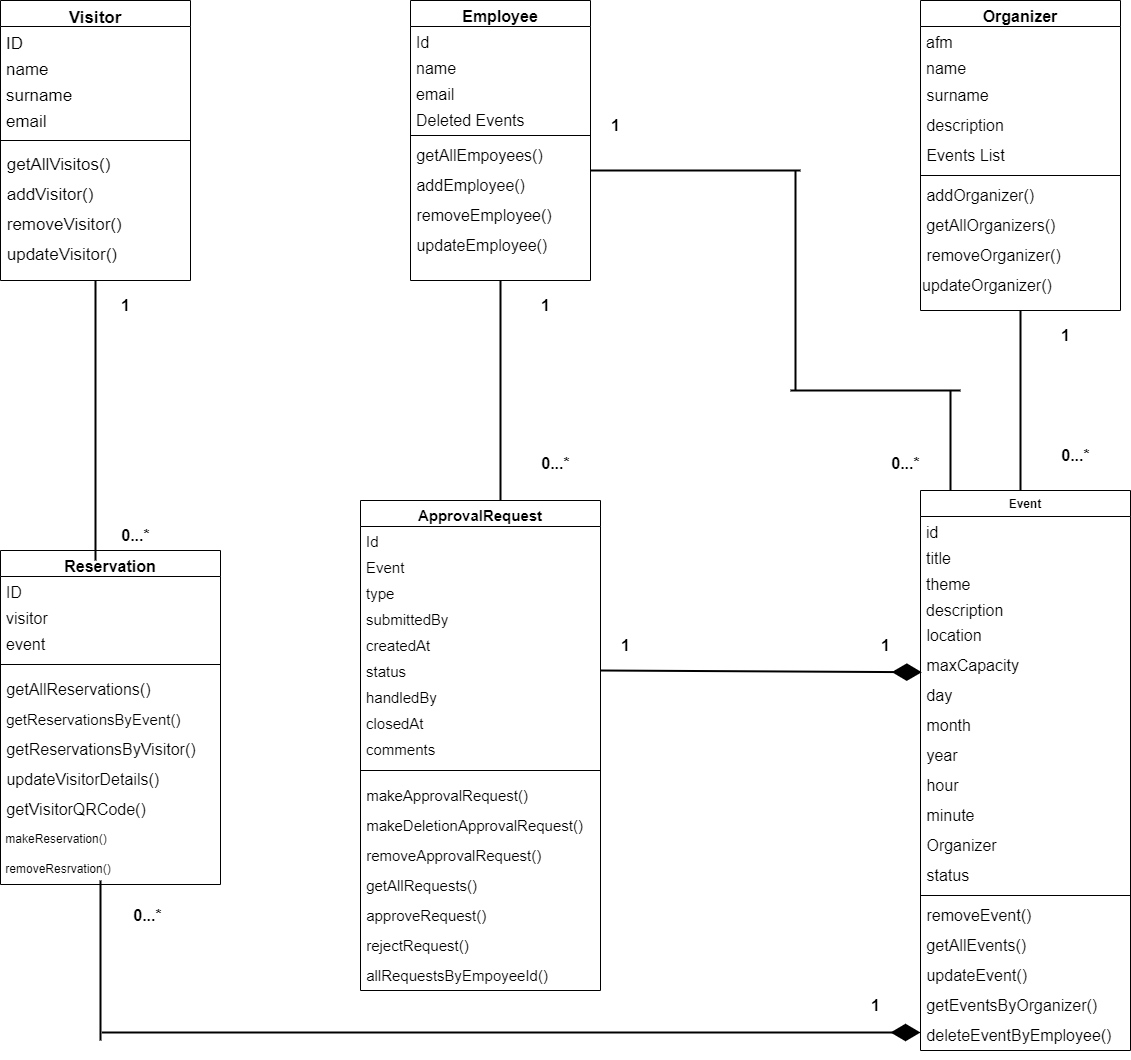 Visitor
ID
name
surname
email
getAllVisitos()
addVisitor()
removeVisitor()
updateVisitor()
1
0...*
Employee
Id
name
email
Deleted Events
getAllEmpoyees()
addEmployee()
removeEmployee()
updateEmployee()
1
1
0...*
0...*
Organizer
afm
name
surname
description
Events List
addOrganizer()
getAllOrganizers()
removeOrganizer()
updateOrganizer()
1
0...*
Reservation
ID
visitor
event
getAllReservations()
getReservationsByEvent()
getReservationsByVisitor()
updateVisitorDetails()
getVisitorQRCode()
makeReservation()
removeResrvation()
0...*
1
ApprovalRequest
Id
Event
type
submittedBy
createdAt
status
handledBy
closedAt
comments
makeApprovalRequest()
makeDeletionApprovalRequest()
removeApprovalRequest()
getAllRequests()
approveRequest()
rejectRequest()
allRequestsByEmpoyeeId()
1
1
Event
id
title
theme
description
location
maxCapacity
day
month
year
hour
minute
Organizer
status
removeEvent()
getAllEvents()
updateEvent()
getEventsByOrganizer()
deleteEventByEmployee()